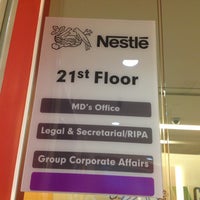 Nestlé
21st Floor
MD's Office
Legal & Secretarial/RIPA
Group Corporate Affairs